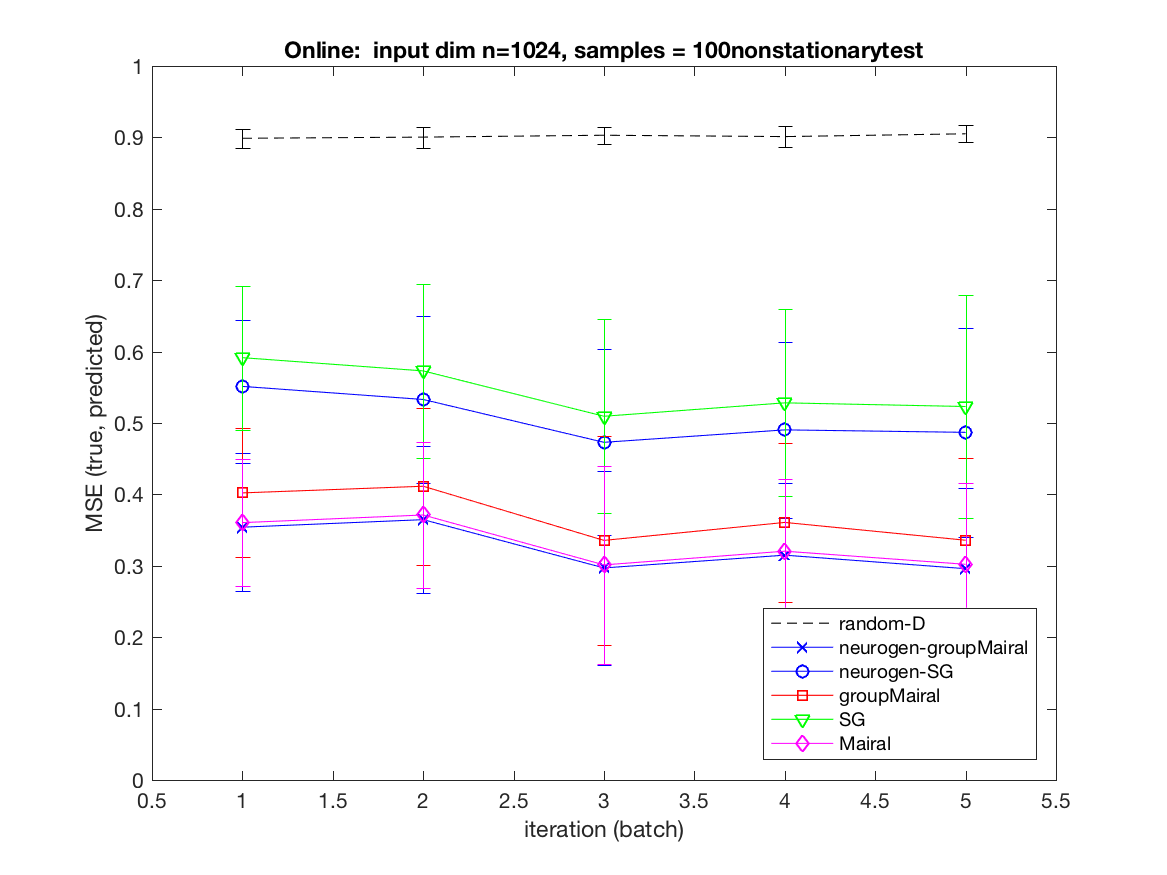 Online: input dim n=1024, samples = 100nonstationarytest
MSE (true, predicted)
1
0.9
0.8
0.7
0.6
0.5
0.4
0.3
0.2
0.1
0
0.5 1 1.5 2 2.5 3 3.5 4 4.5 5 5.5
iteration (batch)
random-D
neurogen-groupMairal
neurogen-SG
groupMairal
SG
Mairal